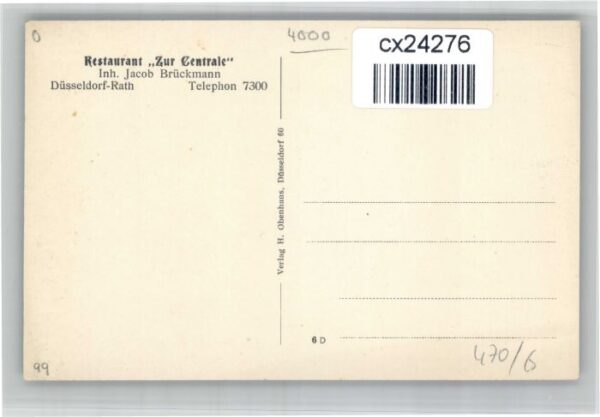 0
4000
cx24276
Restaurant „Zur Centrale“
Inh. Jacob Brückmann
Düsseldorf-Rath Telephon 7300
Verlag H. Obenhaus, Düsseldorf 60
6 D
470/6
99